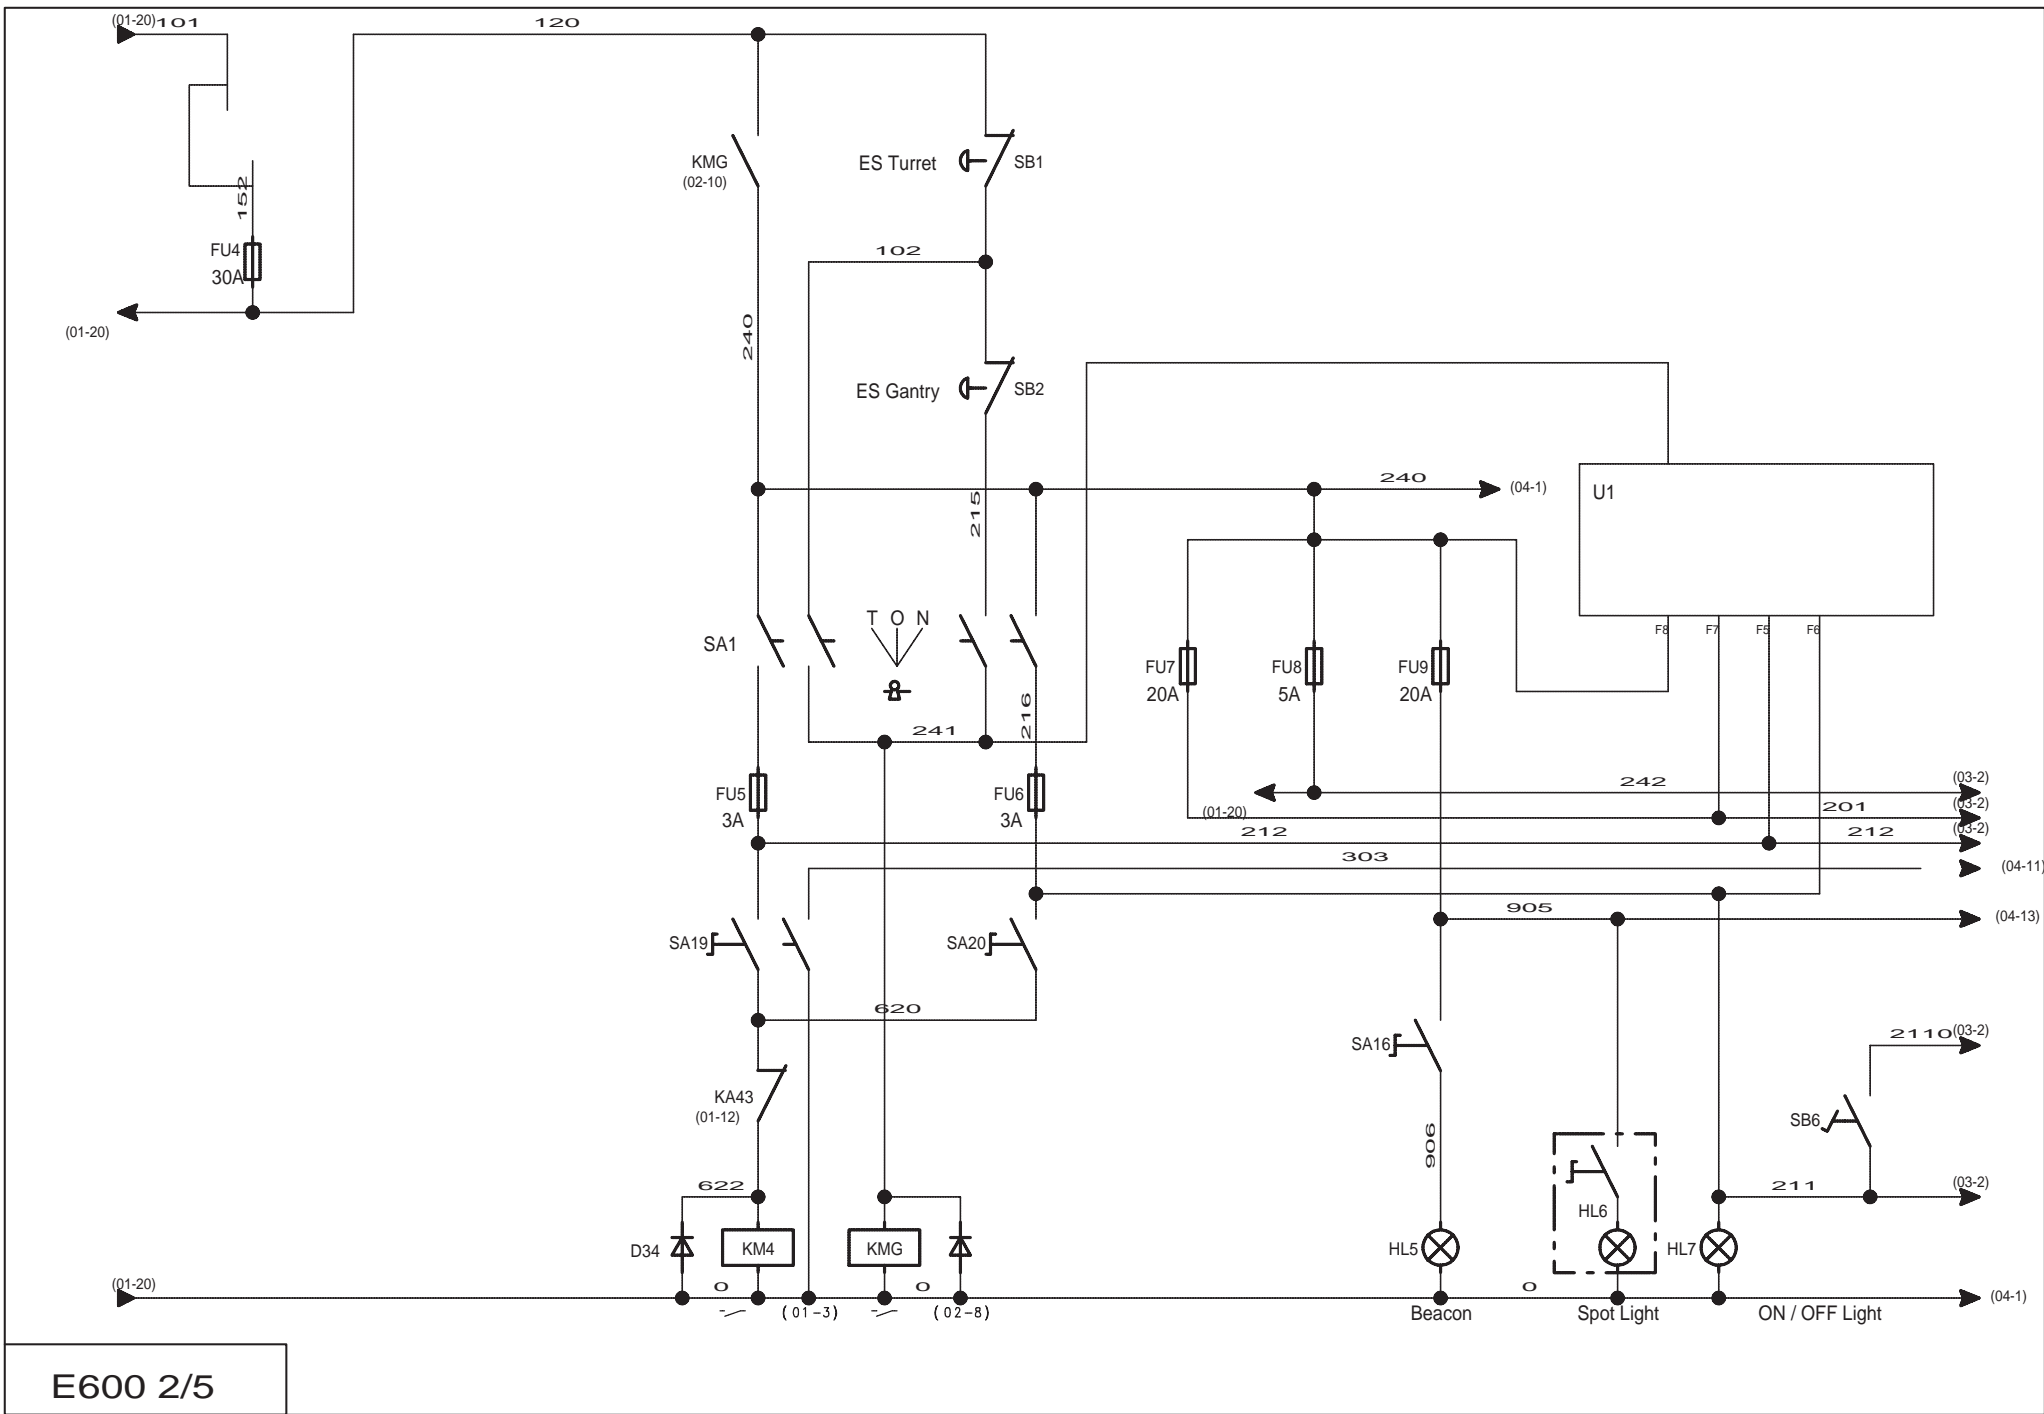 (01-20) 101
120
KMG
(02-10)
ES Turret
SB1
152
FU4
30A
102
(01-20)
240
ES Gantry
SB2
240
(04-1)
U1
215
T O N
SA1
F8 F7 F5 F6
FU7
20A
FU8
5A
FU9
20A
216
241
FU5
3A
FU6
3A
242
(03-2)
(01-20)
201
(03-2)
212
212
(03-2)
303
(04-11)
905
(04-13)
SA19
SA20
620
SA16
2110 (03-2)
KA43
(01-12)
SB6
906
622
211
(03-2)
HL6
D34
KM4
KMG
HL5
HL7
(01-20)
0
0
0
(04-1)
(01-3)
(02-8)
Beacon
Spot Light
ON / OFF Light
E600 2/5